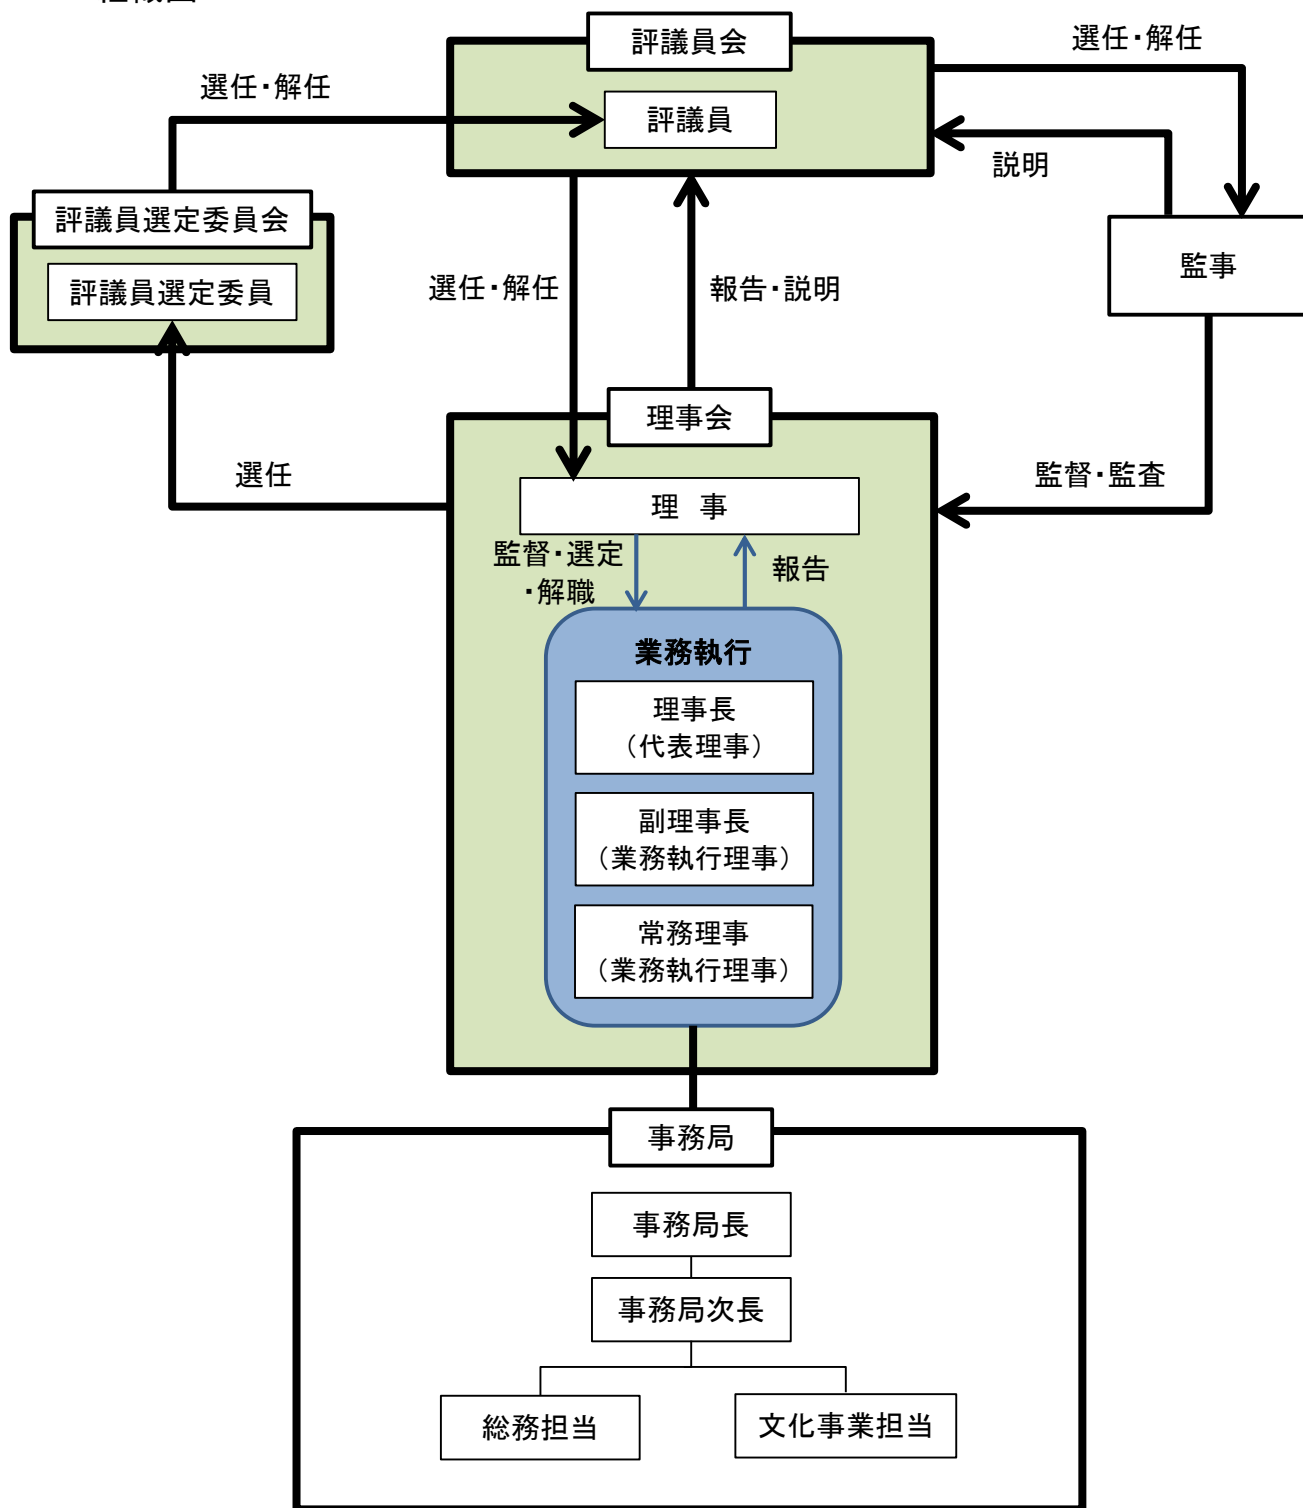 評議員会
選任・解任
選任・解任
評議員
説明
評議員選定委員会
監事
評議員選定委員
選任・解任
報告・説明
理事会
選任
監督・監査
理 事
監督・選定
・解職
報告
業務執行
理事長
（代表理事）
副理事長
（業務執行理事）
常務理事
（業務執行理事）
事務局
事務局長
事務局次長
総務担当
文化事業担当